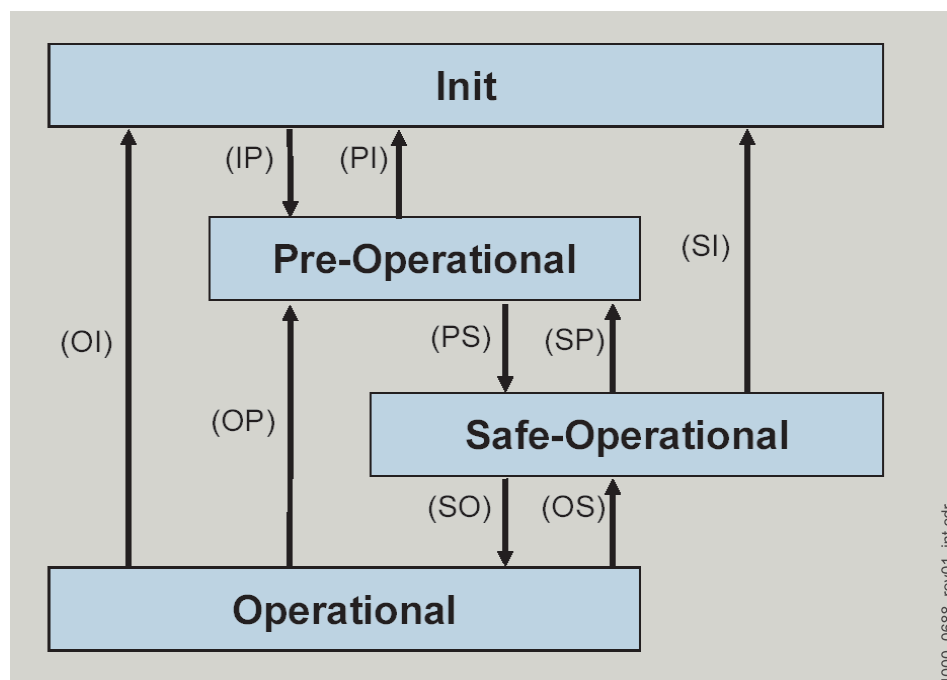 Init
(IP)
(PI)
(SI)
Pre-Operational
(OI)
(PS)
(SP)
(OP)
Safe-Operational
(SO)
(OS)
Operational